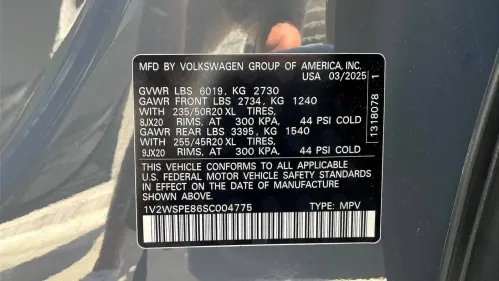 MFD BY VOLKSWAGEN GROUP OF AMERICA, INC.
USA 03/2025
GVWR LBS 6019, KG 2730
GAWR FRONT LBS 2734, KG 1240
WITH 235/50R20 XL TIRES,
8JX20 RIMS, AT 300 KPA, 44 PSI COLD
GAWR REAR LBS 3395, KG 1540
WITH 255/45R20 XL TIRES,
9JX20 RIMS, AT 300 KPA, 44 PSI COLD
THIS VEHICLE CONFORMS TO ALL APPLICABLE
U.S. FEDERAL MOTOR VEHICLE SAFETY STANDARDS
IN EFFECT ON THE DATE OF MANUFACTURE
SHOWN ABOVE.
1V2WSPE86SC004775 TYPE: MPV
1318078 1